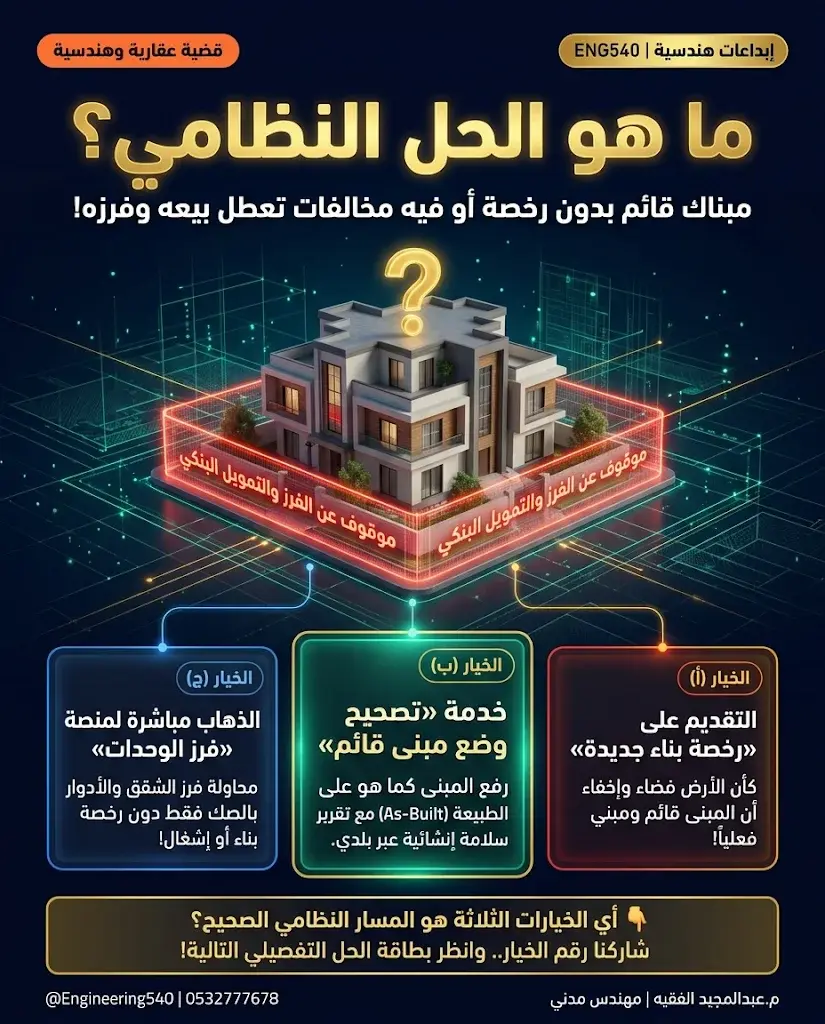 إبداعات هندسية | ENG540
قضية عقارية وهندسية
ما هو الحل النظامي؟
مبناك قائم بدون رخصة أو فيه مخالفات تعطل بيعه وفرزه!
?
موقوف عن الفرز والتمويل البنكي
موقوف عن الفرز والتمويل البنكي
الخيار (أ)
التقديم على
«رخصة بناء جديدة»
كأن الأرض فضاء وإخفاء
أن المبنى قائم ومبني
فعلياً!
الخيار (ب)
خدمة «تصحيح
وضع مبنى قائم»
رفع المبنى كما هو على
الطبيعة (As-Built) مع تقرير
سلامة إنشائية عبر بلدي.
الخيار (ج)
الذهاب مباشرة لمنصة
«فرز الوحدات»
محاولة فرز الشقق والأدوار
بالصك فقط دون رخصة
بناء أو إشغال!
👇 أي الخيارات الثلاثة هو المسار النظامي الصحيح؟
شاركنا رقم الخيار.. وانظر بطاقة الحل التفصيلي التالية!
م.عبدالمجيد الفقيه | مهندس مدني
@Engineering540 | 0532777678